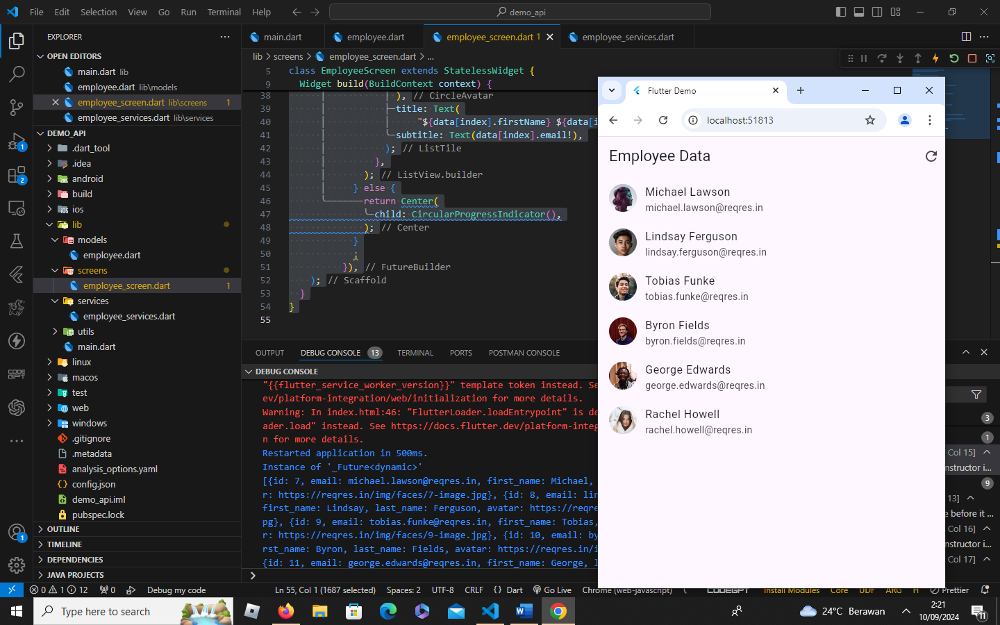 File Edit Selection View Go Run Terminal Help
demo_api
EXPLORER
OPEN EDITORS
main.dart lib
employee.dart lib\models
employee_screen.dart lib\screens 1
employee_services.dart lib\services
DEMO_API
.dart_tool
.idea
android
build
ios
lib
models
employee.dart
screens
employee_screen.dart 1
services
employee_services.dart
utils
main.dart
linux
macos
test
web
windows
.gitignore
.metadata
analysis_options.yaml
config.json
demo_api.iml
pubspec.lock
OUTLINE
TIMELINE
DEPENDENCIES
JAVA PROJECTS
main.dart employee.dart employee_screen.dart 1 employee_services.dart
lib > screens > employee_screen.dart > ...
5 class EmployeeScreen extends StatelessWidget {
9 Widget build(BuildContext context) {
38 ), // CircleAvatar
39 title: Text(
40 "${data[index].firstName} ${data[i
41 subtitle: Text(data[index].email!),
42 ); // ListTile
43 },
44 ); // ListView.builder
45 } else {
46 return Center(
47 child: CircularProgressIndicator(),
48 ); // Center
49 }
50 ;
51 }), // FutureBuilder
52 ); // Scaffold
53 }
54 }
55
OUTPUT DEBUG CONSOLE 13 TERMINAL PORTS POSTMAN CONSOLE
DEBUG CONSOLE
"{{flutter_service_worker_version}}" template token instead. Se
ev/platform-integration/web/initialization for more details.
Warning: In index.html:46: "FlutterLoader.loadEntrypoint" is de
ader.load" instead. See https://docs.flutter.dev/platform-integ
n for more details.
Restarted application in 500ms.
Instance of '_Future<dynamic>'
[{id: 7, email: michael.lawson@reqres.in, first_name: Michael,
r: https://reqres.in/img/faces/7-image.jpg}, {id: 8, email: lin
first_name: Lindsay, last_name: Ferguson, avatar: https://reqre
pg}, {id: 9, email: tobias.funke@reqres.in, first_name: Tobias,
r: https://reqres.in/img/faces/9-image.jpg}, {id: 10, email: by
rst_name: Byron, last_name: Fields, avatar: https://reqres.in/i
{id: 11, email: george.edwards@reqres.in, first_name: George, l
Flutter Demo
localhost:51813
Employee Data
Michael Lawson
michael.lawson@reqres.in
Lindsay Ferguson
lindsay.ferguson@reqres.in
Tobias Funke
tobias.funke@reqres.in
Byron Fields
byron.fields@reqres.in
George Edwards
george.edwards@reqres.in
Rachel Howell
rachel.howell@reqres.in
3
1
Col 15]
nstructor i...
9
13]
e before it ...
Col 16]
nstructor i...
Col 17]
1
2
CODE
GPT
1
0 1 12 0 Debug my code Ln 55, Col 1 (1687 selected) Spaces: 2 UTF-8 CRLF {} Dart Go Live Chrome (web-javascript) CODEGPT Install Modules Core UDF ARG H Prettier
Type here to search
24°C Berawan
2:21
10/09/2024
11